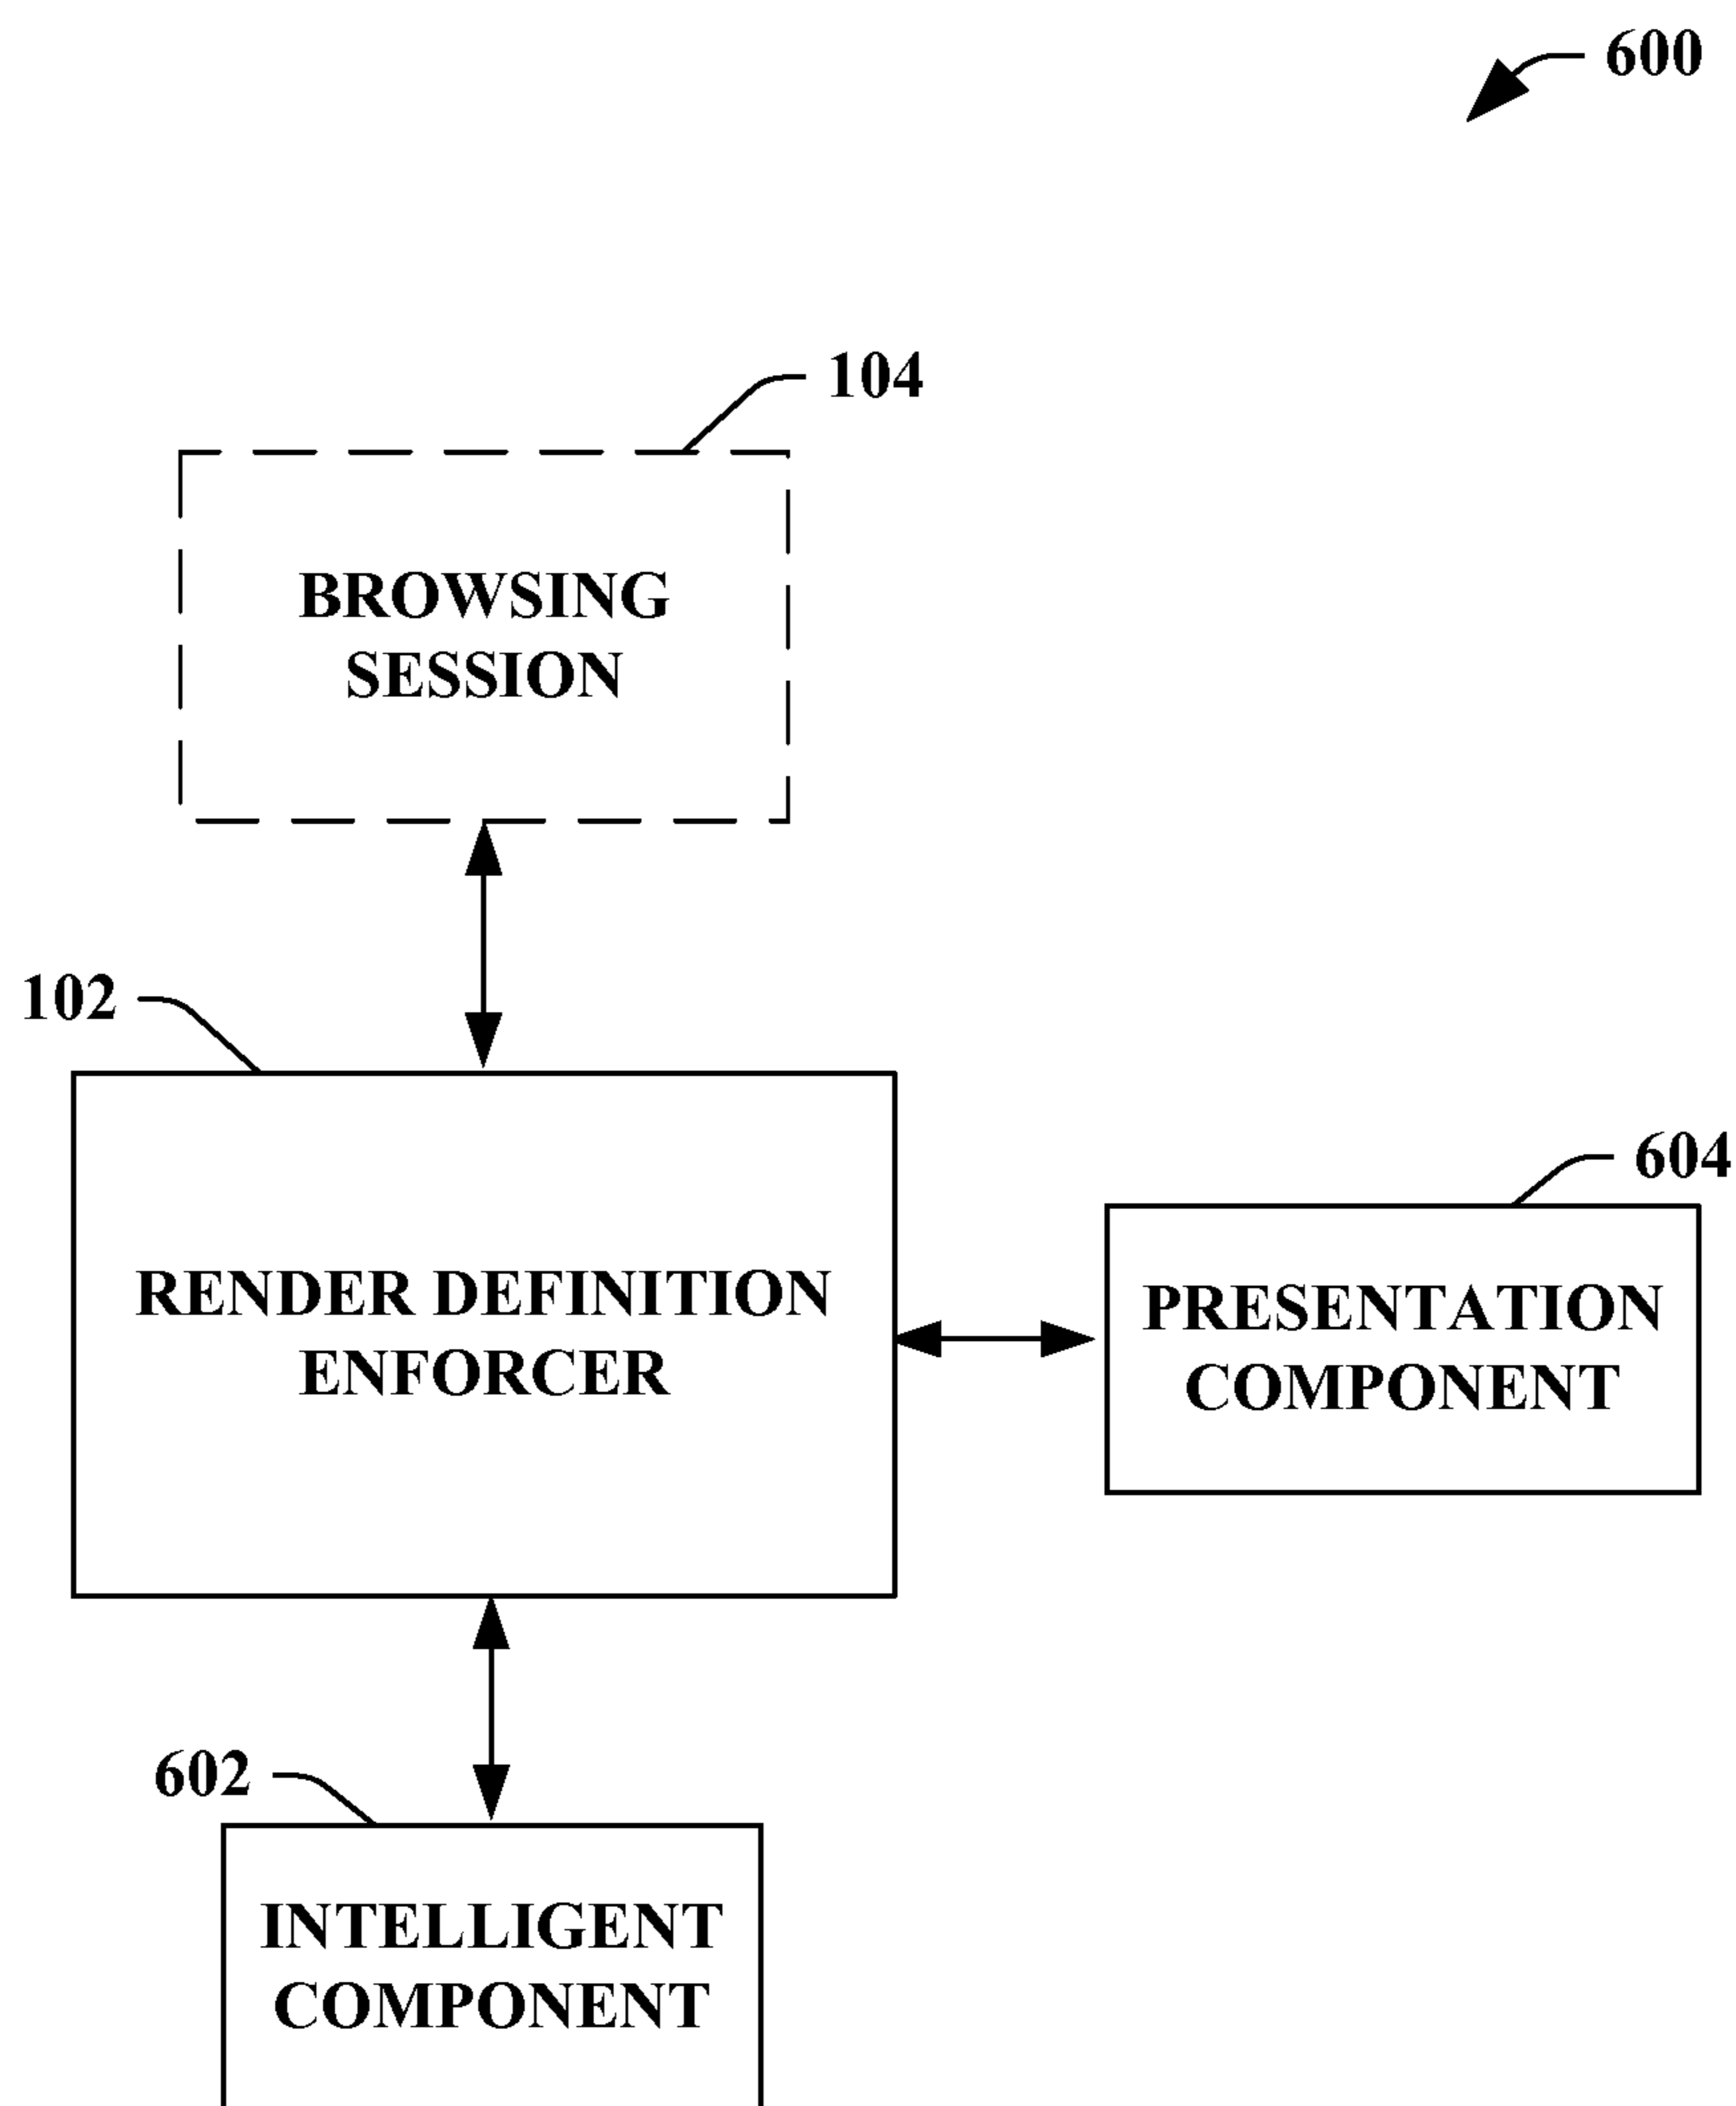 600
104
BROWSING
SESSION
102
RENDER DEFINITION
ENFORCER
604
PRESENTATION
COMPONENT
602
INTELLIGENT
COMPONENT